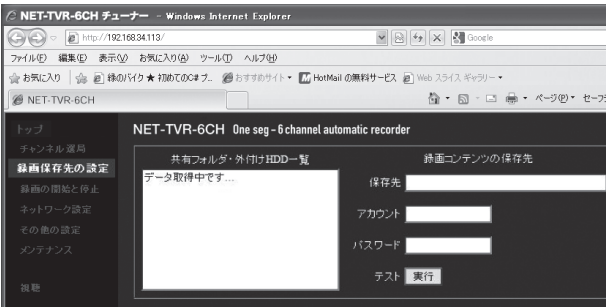 NET-TVR-6CH チューナー - Windows Internet Explorer
http://192.168.34.113/
Google
ファイル(F) 編集(E) 表示(V) お気に入り(A) ツール(T) ヘルプ(H)
お気に入り 緑のバイク★初めてのC#プ... おすすめサイト HotMail の無料サービス Web スライス ギャラリー
NET-TVR-6CH
ページ(P) セーフ
トップ
チャンネル選局
録画保存先の設定
録画の開始と停止
ネットワーク設定
その他の設定
メンテナンス
視聴
NET-TVR-6CH One seg - 6 channel automatic recorder
共有フォルダ・外付けHDD一覧
データ取得中です...
録画コンテンツの保存先
保存先
アカウント
パスワード
テスト 実行